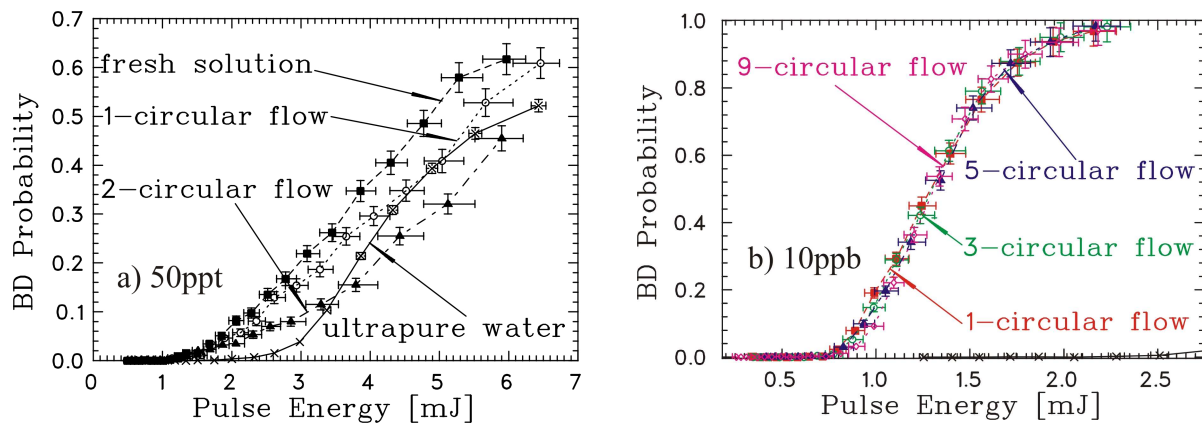 BD Probability
0.6
0.5
0.4
0.3
0.2
0.1
0.0
fresh solution
1-circular flow
2-circular flow
a) 50ppt
ultrapure water
0 1 2 3 4 5 6 7
Pulse Energy [mJ]
BD Probability
1.0
0.8
0.6
0.4
0.2
0.0
9-circular flow
5-circular flow
3-circular flow
b) 10ppb
1-circular flow
0.5 1.0 1.5 2.0 2.5
Pulse Energy [mJ]